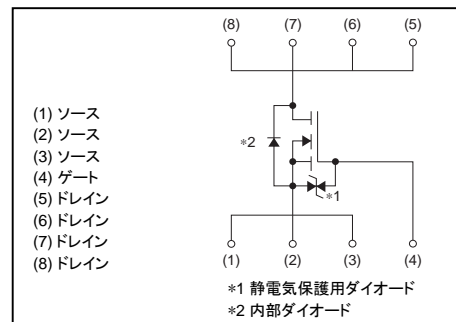 (8) (7) (6) (5)
(1) ソース
(2) ソース
(3) ソース
(4) ゲート
(5) ドレイン
(6) ドレイン
(7) ドレイン
(8) ドレイン
*2
*1
(1) (2) (3) (4)
*1 静電気保護用ダイオード
*2 内部ダイオード